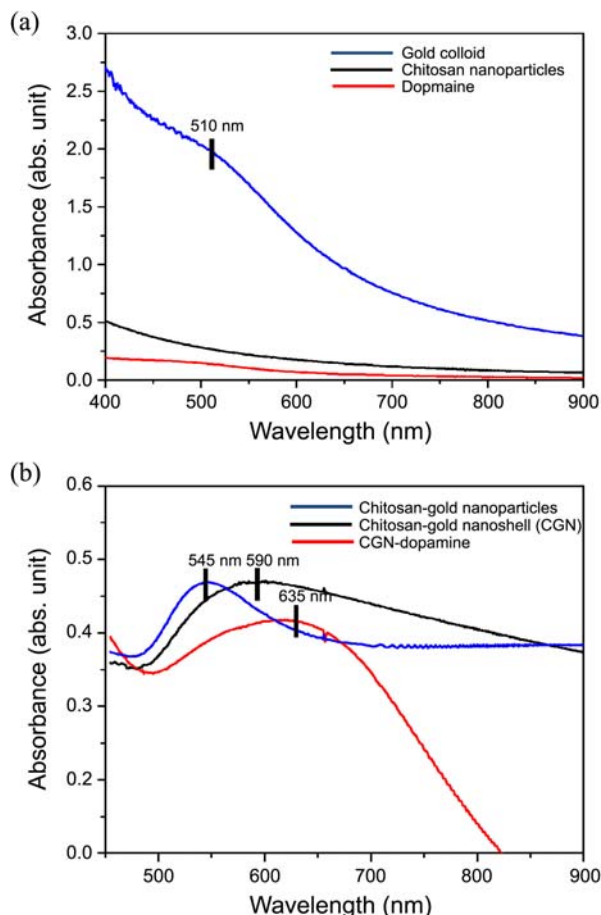 (a)
3.0
2.5
2.0
1.5
1.0
0.5
0.0
Absorbance (abs. unit)
Gold colloid
Chitosan nanoparticles
Dopmaine
510 nm
400 500 600 700 800 900
Wavelength (nm)
(b)
0.6
0.5
0.4
0.3
0.2
0.1
0.0
Absorbance (abs. unit)
Chitosan-gold nanoparticles
Chitosan-gold nanoshell (CGN)
CGN-dopamine
545 nm 590 nm
635 nm
500 600 700 800 900
Wavelength (nm)